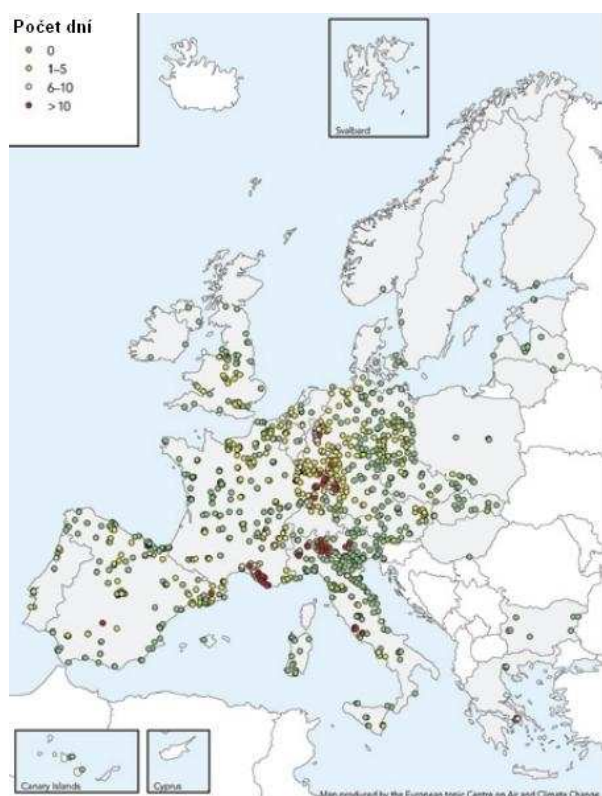 Počet dní
0
1–5
6–10
>10
Svalbard
Canary Islands
Cyprus
Map produced by the European topic Centre on Air and Climate Change